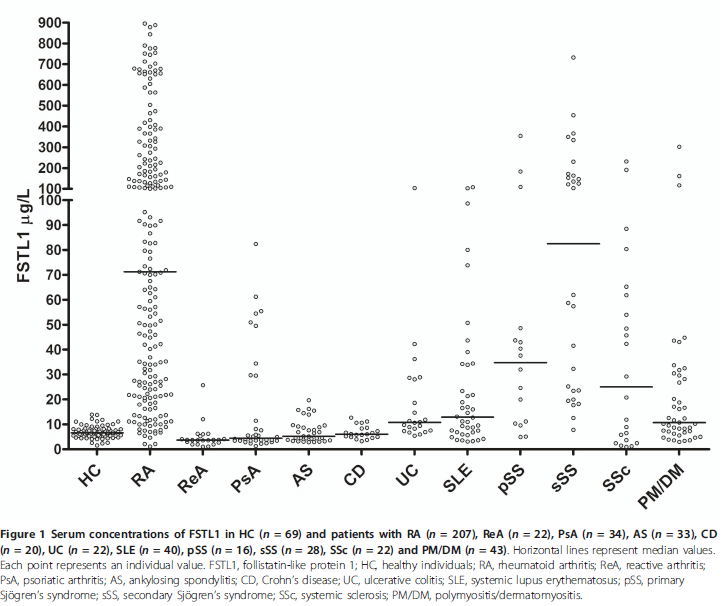 900
800
700
600
500
400
300
200
100
100
90
80
70
60
50
40
30
20
10
0
FSTL1 µg/L
HC
RA
ReA
PsA
AS
CD
UC
SLE
pSS
sSS
SSc
PM/DM
Figure 1 Serum concentrations of FSTL1 in HC (n = 69) and patients with RA (n = 207), ReA (n = 22), PsA (n = 34), AS (n = 33), CD
(n = 20), UC (n = 22), SLE (n = 40), pSS (n = 16), sSS (n = 28), SSc (n = 22) and PM/DM (n = 43). Horizontal lines represent median values.
Each point represents an individual value. FSTL1, follistatin-like protein 1; HC, healthy individuals; RA, rheumatoid arthritis; ReA, reactive arthritis;
PsA, psoriatic arthritis; AS, ankylosing spondylitis; CD, Crohn's disease; UC, ulcerative colitis; SLE, systemic lupus erythematosus; pSS, primary
Sjögren's syndrome; sSS, secondary Sjögren's syndrome; SSc, systemic sclerosis; PM/DM, polymyositis/dermatomyositis.